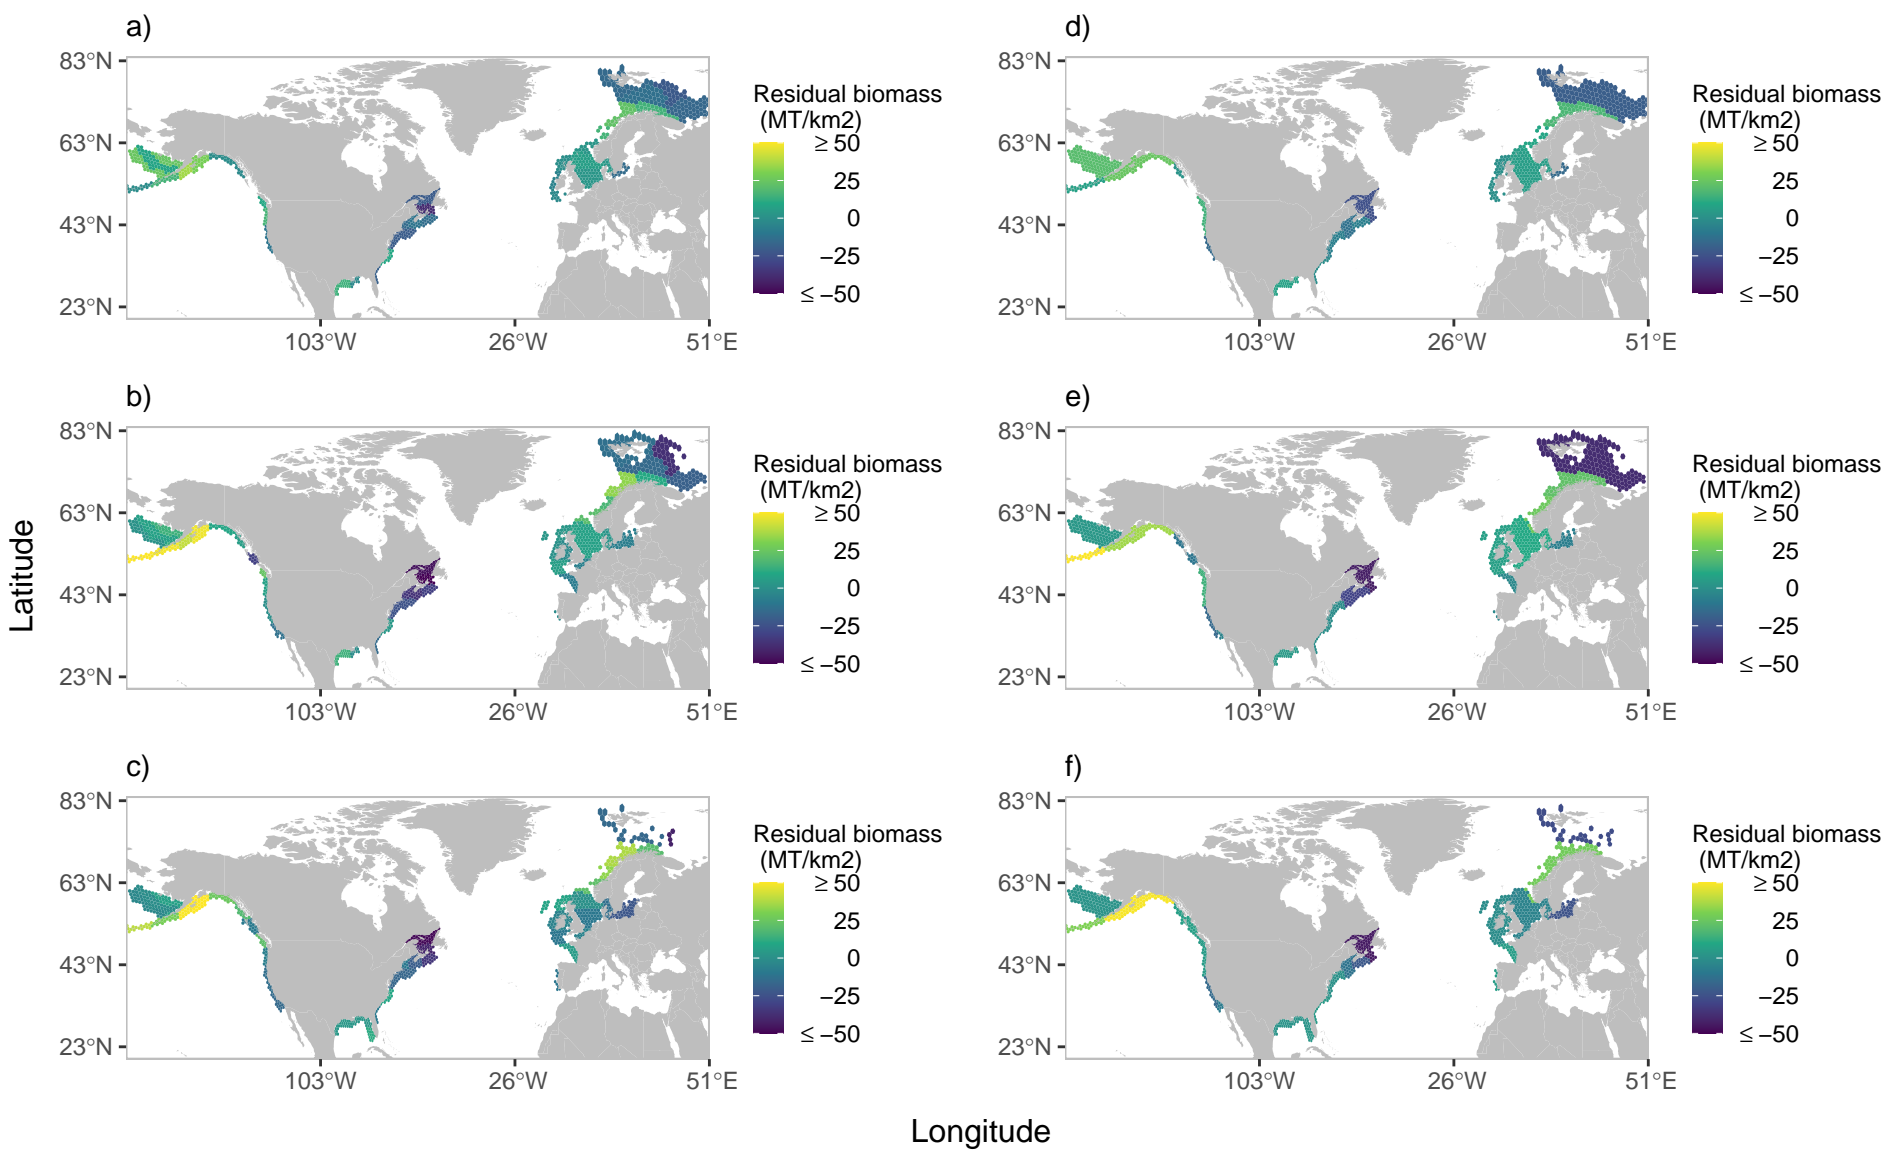 a)
83°N
63°N
43°N
23°N
103°W
26°W
51°E
Residual biomass
(MT/km2)
≥ 50
25
0
−25
≤ −50
d)
83°N
63°N
43°N
23°N
103°W
26°W
51°E
Residual biomass
(MT/km2)
≥ 50
25
0
−25
≤ −50
b)
83°N
63°N
43°N
23°N
103°W
26°W
51°E
Residual biomass
(MT/km2)
≥ 50
25
0
−25
≤ −50
e)
83°N
63°N
43°N
23°N
103°W
26°W
51°E
Residual biomass
(MT/km2)
≥ 50
25
0
−25
≤ −50
c)
83°N
63°N
43°N
23°N
103°W
26°W
51°E
Residual biomass
(MT/km2)
≥ 50
25
0
−25
≤ −50
f)
83°N
63°N
43°N
23°N
103°W
26°W
51°E
Residual biomass
(MT/km2)
≥ 50
25
0
−25
≤ −50
Latitude
Longitude